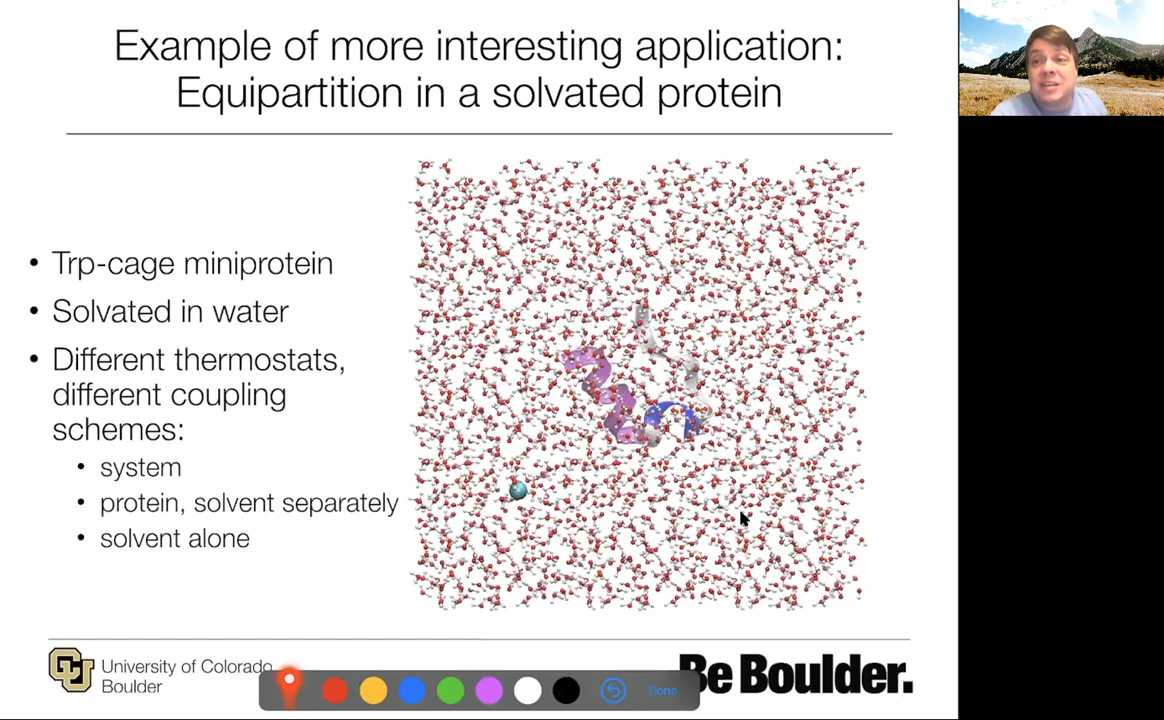 Example of more interesting application:
Equipartition in a solvated protein
• Trp-cage miniprotein
• Solvated in water
• Different thermostats,
different coupling
schemes:
• system
• protein, solvent separately
• solvent alone
University of Colorado
Boulder
Done
Be Boulder.